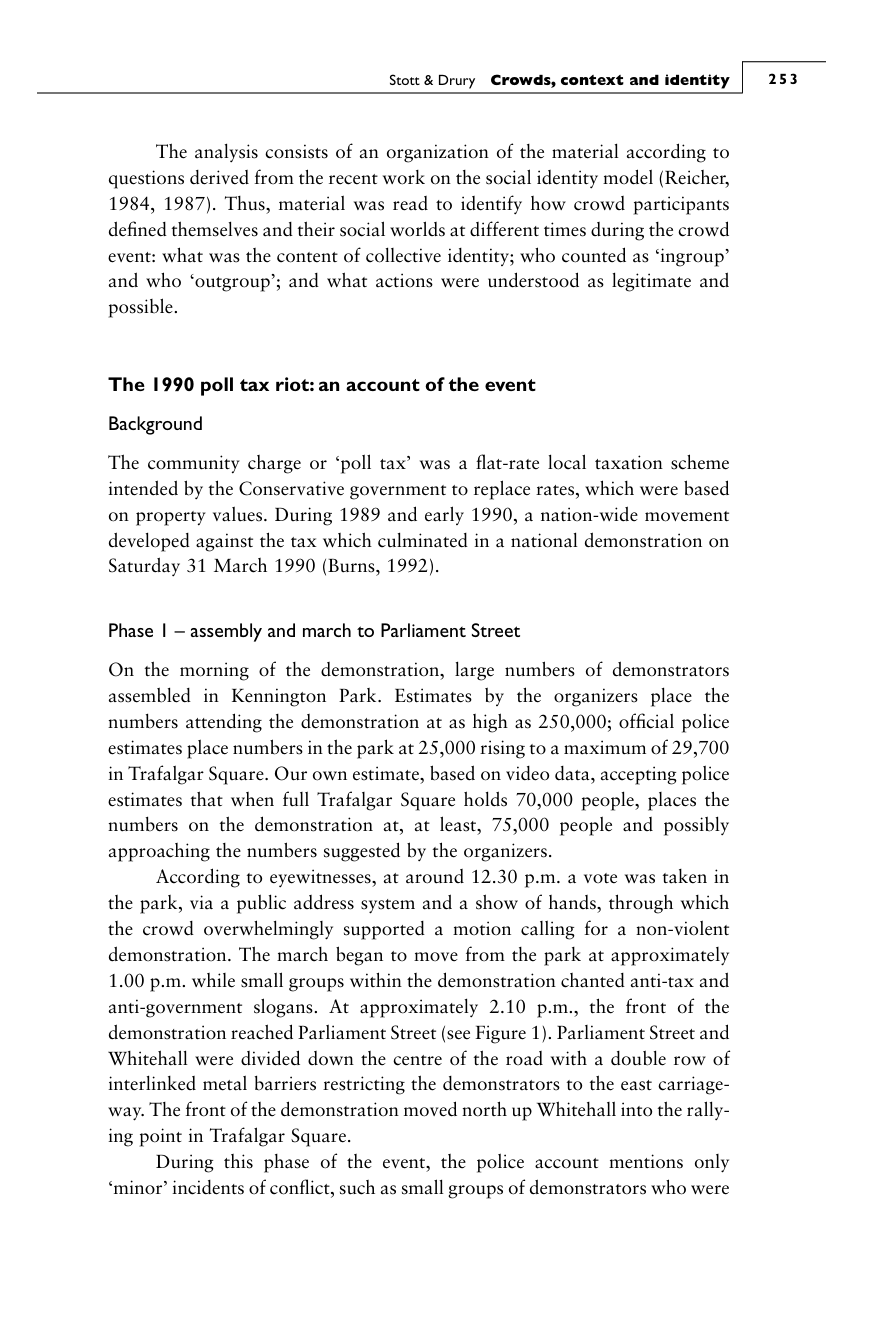 Stott & Drury Crowds, context and identity 253
The analysis consists of an organization of the material according to
questions derived from the recent work on the social identity model (Reicher,
1984, 1987). Thus, material was read to identify how crowd participants
defined themselves and their social worlds at different times during the crowd
event: what was the content of collective identity; who counted as ‘ingroup’
and who ‘outgroup’; and what actions were understood as legitimate and
possible.
The 1990 poll tax riot: an account of the event
Background
The community charge or ‘poll tax’ was a flat-rate local taxation scheme
intended by the Conservative government to replace rates, which were based
on property values. During 1989 and early 1990, a nation-wide movement
developed against the tax which culminated in a national demonstration on
Saturday 31 March 1990 (Burns, 1992).
Phase 1 – assembly and march to Parliament Street
On the morning of the demonstration, large numbers of demonstrators
assembled in Kennington Park. Estimates by the organizers place the
numbers attending the demonstration at as high as 250,000; official police
estimates place numbers in the park at 25,000 rising to a maximum of 29,700
in Trafalgar Square. Our own estimate, based on video data, accepting police
estimates that when full Trafalgar Square holds 70,000 people, places the
numbers on the demonstration at, at least, 75,000 people and possibly
approaching the numbers suggested by the organizers.
According to eyewitnesses, at around 12.30 p.m. a vote was taken in
the park, via a public address system and a show of hands, through which
the crowd overwhelmingly supported a motion calling for a non-violent
demonstration. The march began to move from the park at approximately
1.00 p.m. while small groups within the demonstration chanted anti-tax and
anti-government slogans. At approximately 2.10 p.m., the front of the
demonstration reached Parliament Street (see Figure 1). Parliament Street and
Whitehall were divided down the centre of the road with a double row of
interlinked metal barriers restricting the demonstrators to the east carriage-
way. The front of the demonstration moved north up Whitehall into the rally-
ing point in Trafalgar Square.
During this phase of the event, the police account mentions only
‘minor’ incidents of conflict, such as small groups of demonstrators who were